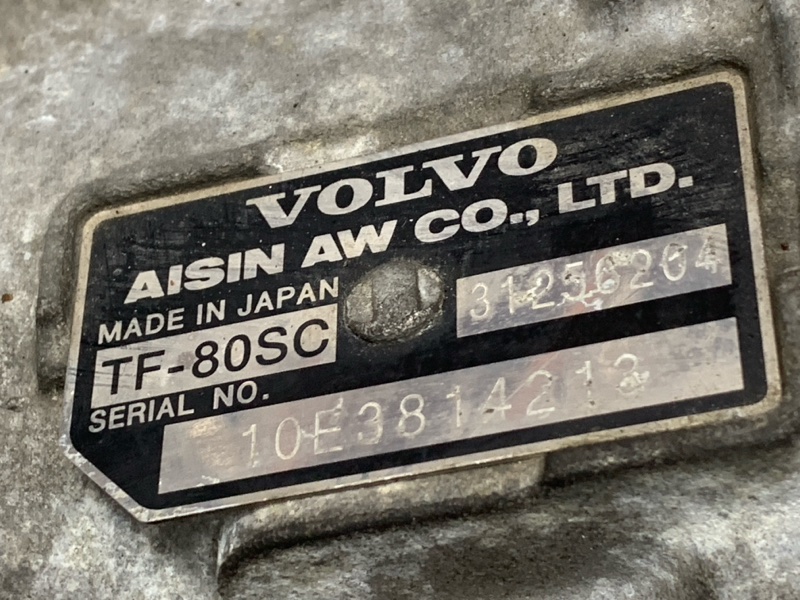 VOLVO
AISIN AW CO., LTD.
MADE IN JAPAN
31256204
TF-80SC
SERIAL NO.
10E3814213